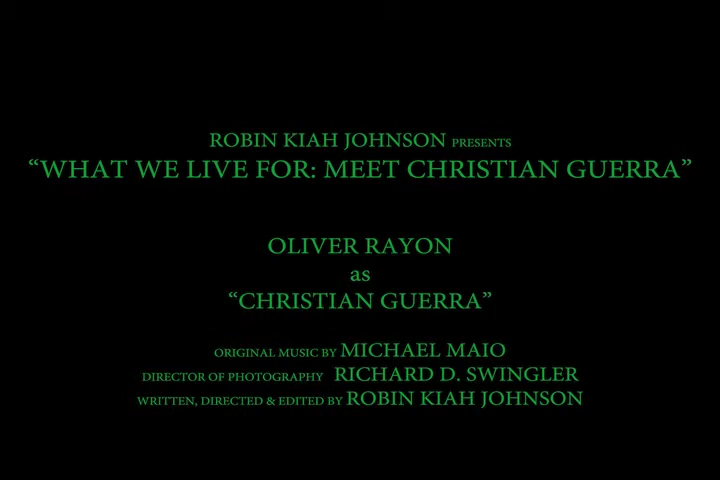 ROBIN KIAH JOHNSON PRESENTS
“WHAT WE LIVE FOR: MEET CHRISTIAN GUERRA”
OLIVER RAYON
as
“CHRISTIAN GUERRA”
ORIGINAL MUSIC BY MICHAEL MAIO
DIRECTOR OF PHOTOGRAPHY RICHARD D. SWINGLER
WRITTEN, DIRECTED & EDITED BY ROBIN KIAH JOHNSON